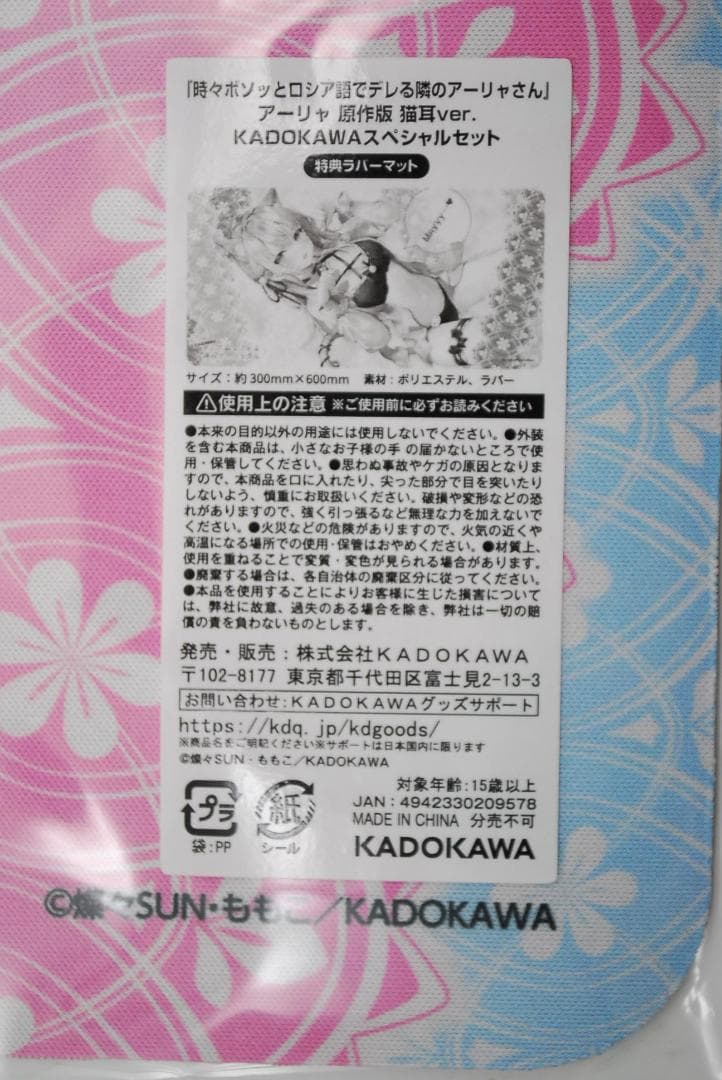 『時々ボソッとロシア語でデレる隣のアーリャさん』
アーリャ 原作版 猫耳ver.
KADOKAWAスペシャルセット
特典ラバーマット
サイズ：約300mm×600mm 素材：ポリエステル、ラバー
⚠使用上の注意 ※ご使用前に必ずお読みください
●本来の目的以外の用途には使用しないでください。●外装
を含む本商品は、小さなお子様の手 の届かないところで使
用・保管してください。●思わぬ事故やケガの原因となりま
すので、本商品を口に入れたり、尖った部分で目を突いたり
しないよう、慎重にお取扱いください。破損や変形などの恐
れがありますので、強く引っ張るなど無理な力を加えないで
ください。●火災などの危険がありますので、火気の近くや
高温になる場所での使用・保管はおやめください。●材質上、
使用を重ねることで変質・変色が見られる場合があります。
●廃棄する場合は、各自治体の廃棄区分に従ってください。
●本品を使用することによりお客様に生じた損害について
は、弊社に故意、過失のある場合を除き、弊社は一切の賠
償の責を負わないものとします。
発売・販売：株式会社KADOKAWA
〒102-8177 東京都千代田区富士見2-13-3
お問い合わせ：KADOKAWAグッズサポート
https://kdq.jp/kdgoods/
※商品名をご明記ください※サポートは日本国内に限ります
©燦々SUN・ももこ/KADOKAWA
対象年齢：15歳以上
JAN：4942330209578
MADE IN CHINA 分売不可
プラ
袋：PP
紙
シール
KADOKAWA
©燦々SUN・ももこ/KADOKAWA